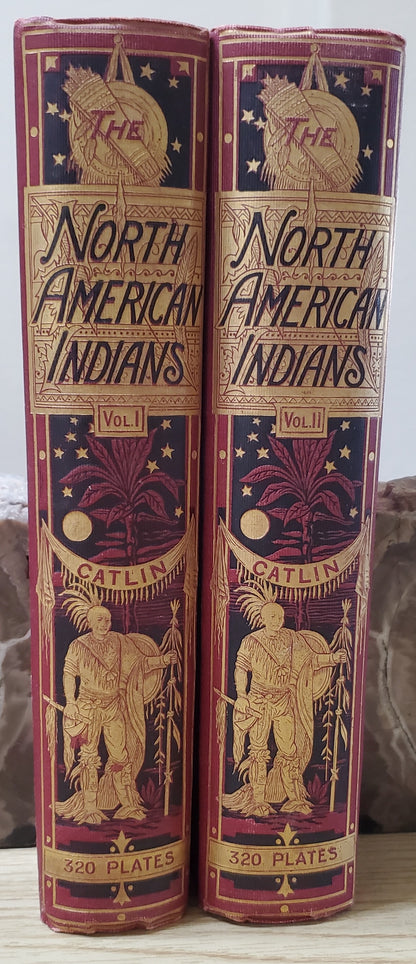 THE
NORTH
AMERICAN
INDIANS
VOL. I
CATLIN
320 PLATES
THE
NORTH
AMERICAN
INDIANS
VOL. II
CATLIN
320 PLATES